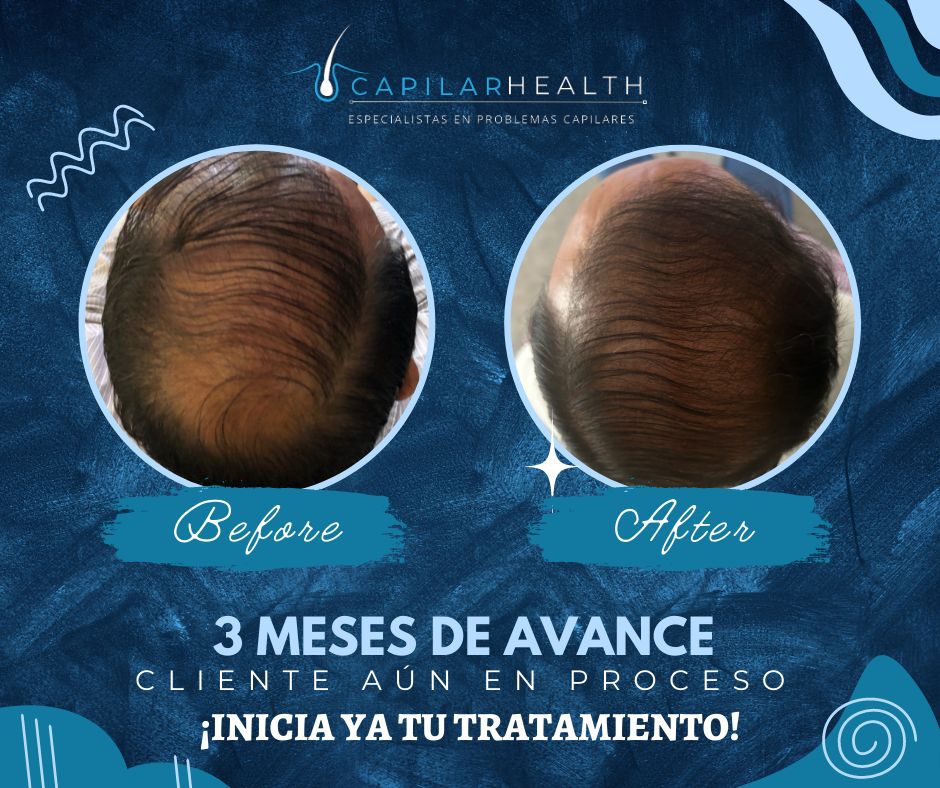 CAPILARHEALTH
ESPECIALISTAS EN PROBLEMAS CAPILARES
Before
After
3 MESES DE AVANCE
CLIENTE AÚN EN PROCESO
¡INICIA YA TU TRATAMIENTO!